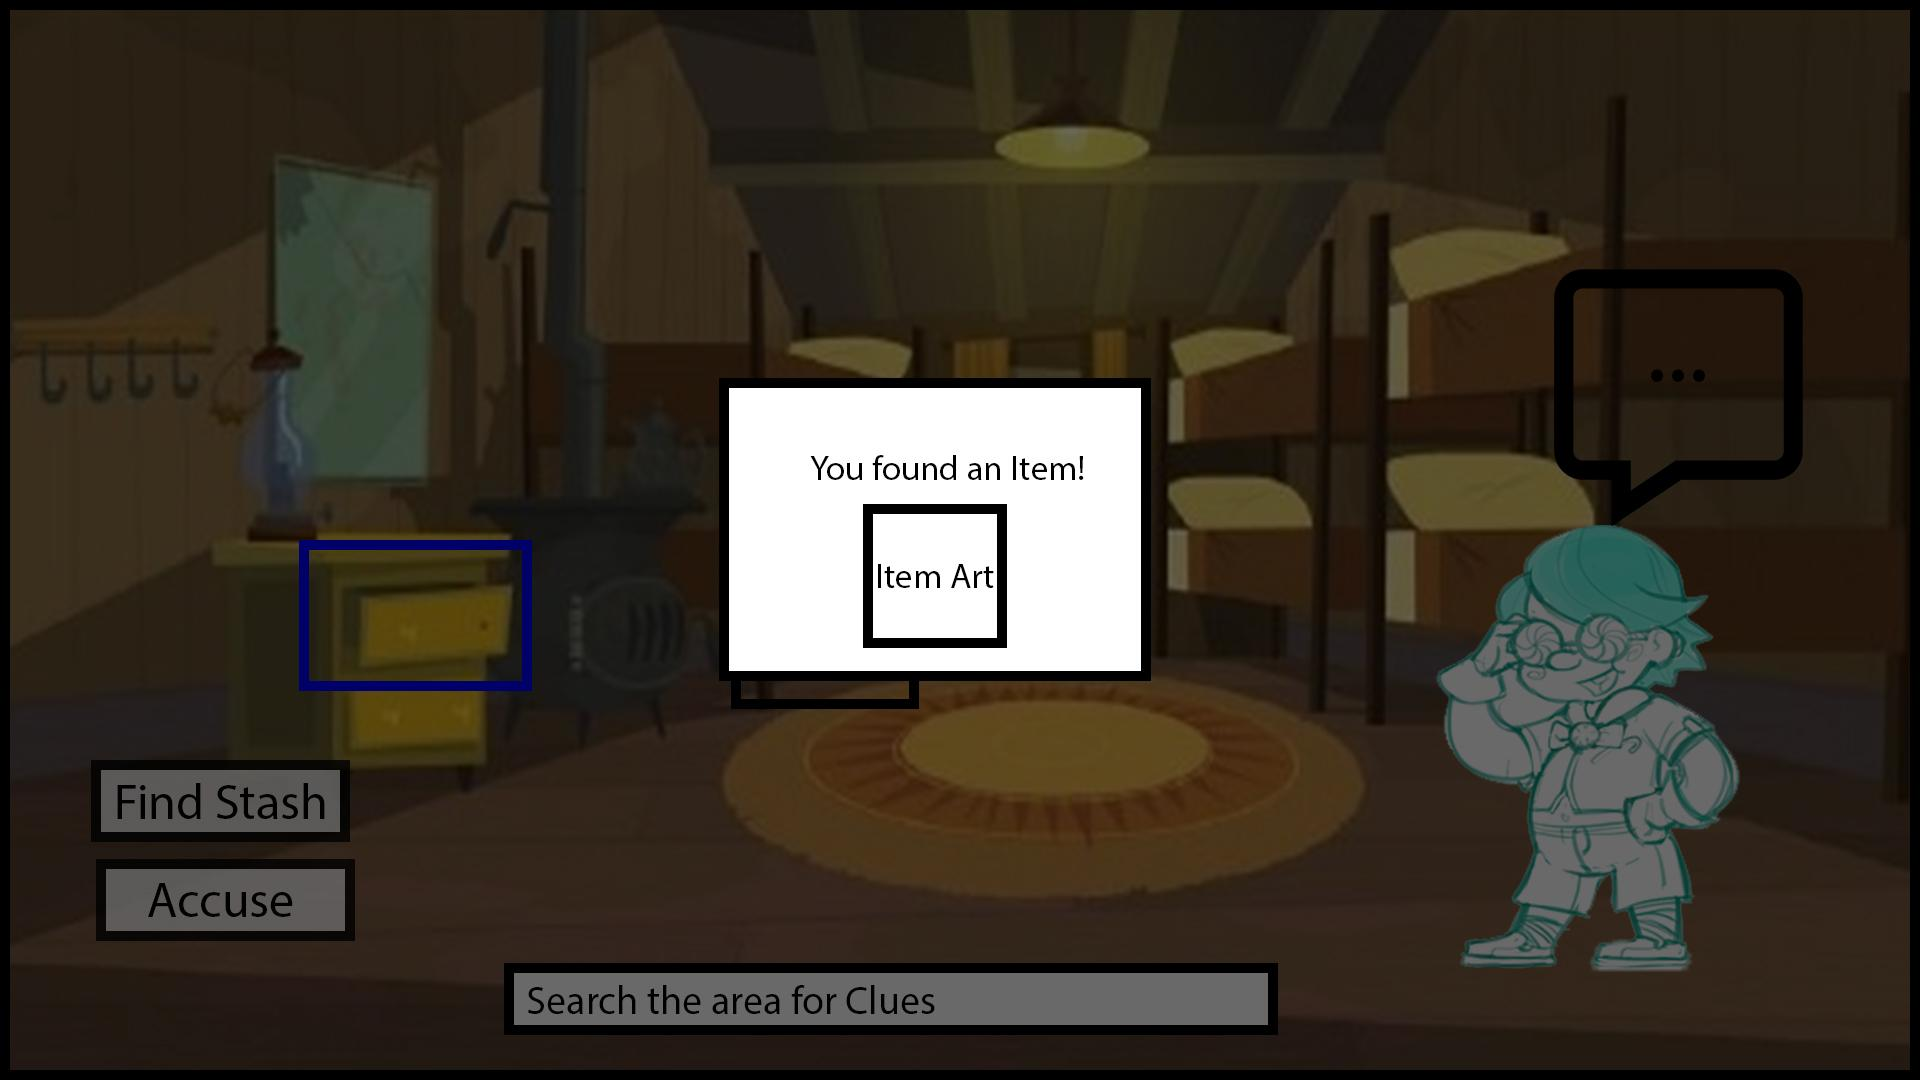 ...
You found an Item!
Item Art
Find Stash
Accuse
Search the area for Clues